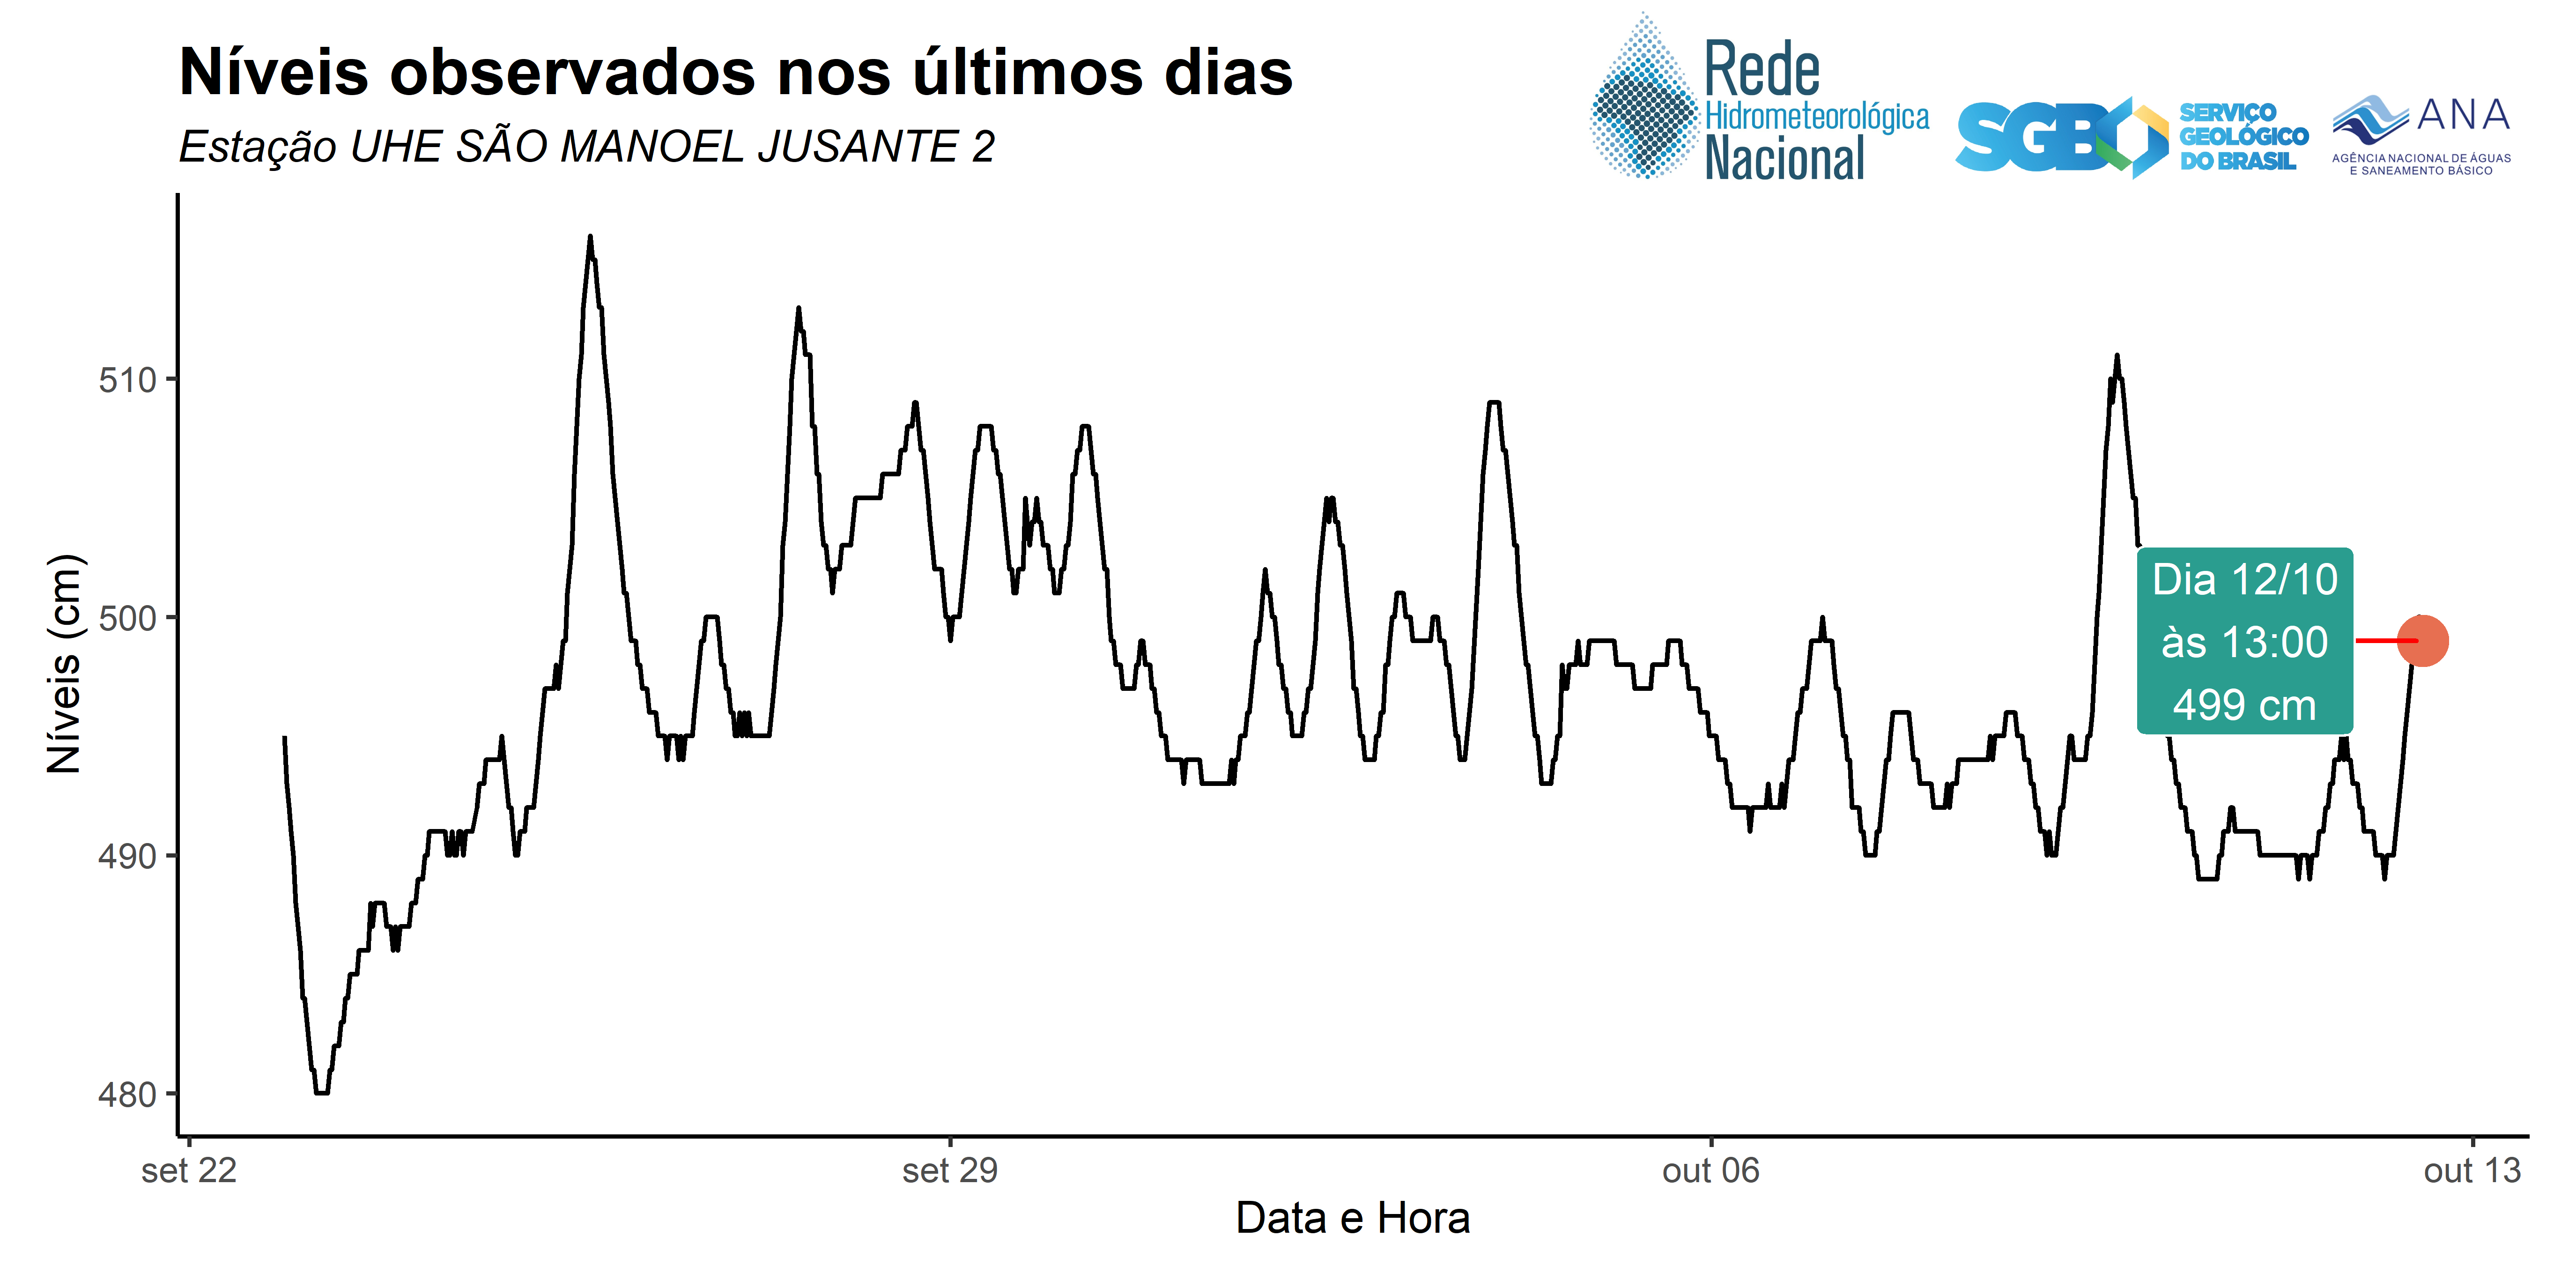 Níveis observados nos últimos dias
Estação UHE SÃO MANOEL JUSANTE 2
Rede
Hidrometeorológica
Nacional
SGB
SERVIÇO
GEOLÓGICO
DO BRASIL
ANA
AGÊNCIA NACIONAL DE ÁGUAS
E SANEAMENTO BÁSICO
Níveis (cm)
510
500
490
480
Dia 12/10
às 13:00
499 cm
set 22
set 29
out 06
out 13
Data e Hora